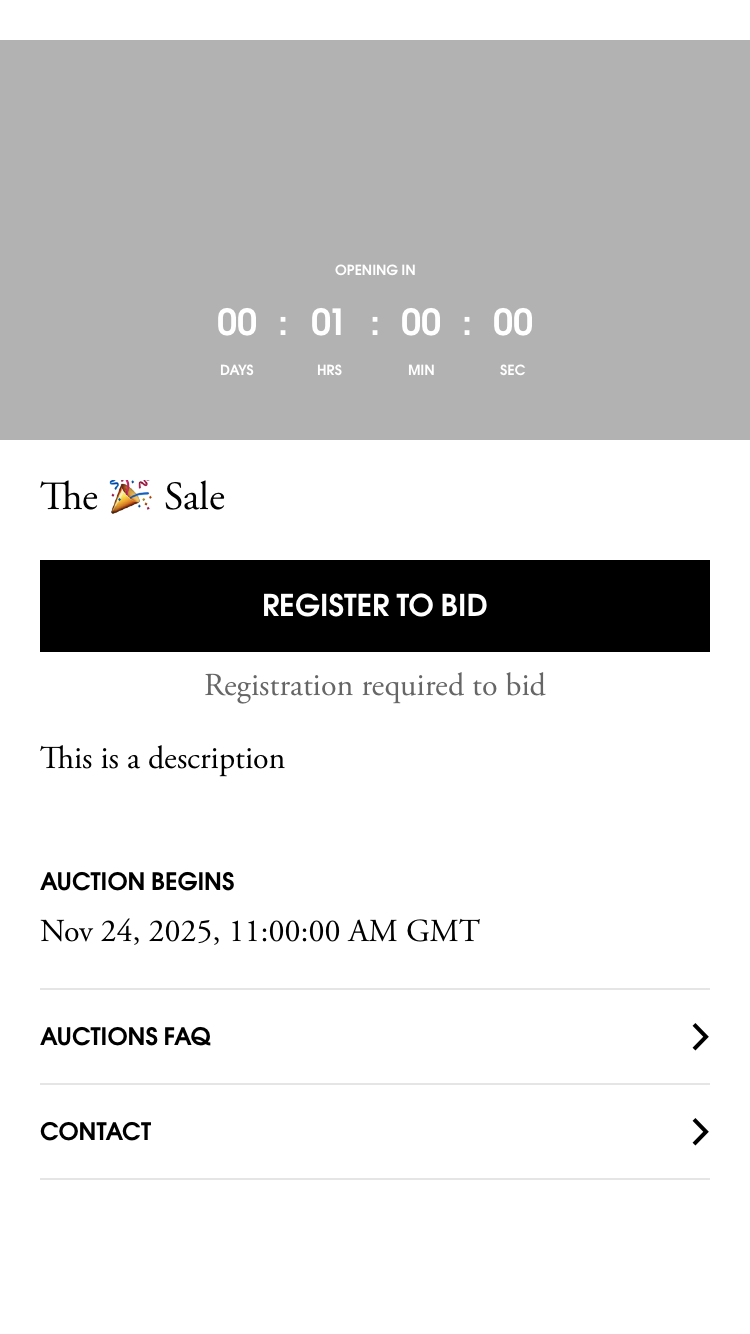 OPENING IN
00 : 01 : 00 : 00
DAYS HRS MIN SEC
The 🎉 Sale
REGISTER TO BID
Registration required to bid
This is a description
AUCTION BEGINS
Nov 24, 2025, 11:00:00 AM GMT
AUCTIONS FAQ
CONTACT